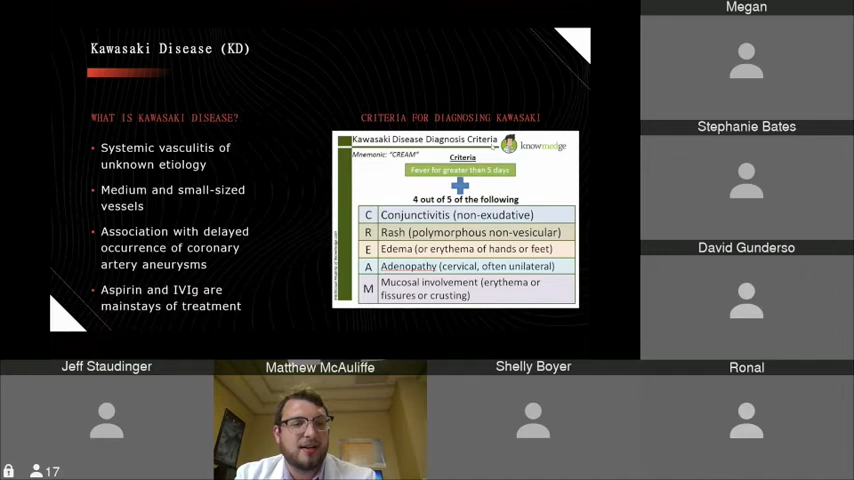 Kawasaki Disease (KD)
WHAT IS KAWASAKI DISEASE?
• Systemic vasculitis of
unknown etiology
• Medium and small-sized
vessels
• Association with delayed
occurrence of coronary
artery aneurysms
• Aspirin and IVIg are
mainstays of treatment
CRITERIA FOR DIAGNOSING KAWASAKI
Kawasaki Disease Diagnosis Criteria
knowmedge
Mnemonic: "CREAM"
Criteria
Fever for greater than 5 days
4 out of 5 of the following
C Conjunctivitis (non-exudative)
R Rash (polymorphous non-vesicular)
E Edema (or erythema of hands or feet)
A Adenopathy (cervical, often unilateral)
M Mucosal involvement (erythema or
fissures or crusting)
Megan
Stephanie Bates
David Gunderso
Jeff Staudinger
Matthew McAuliffe
Shelly Boyer
Ronal
17